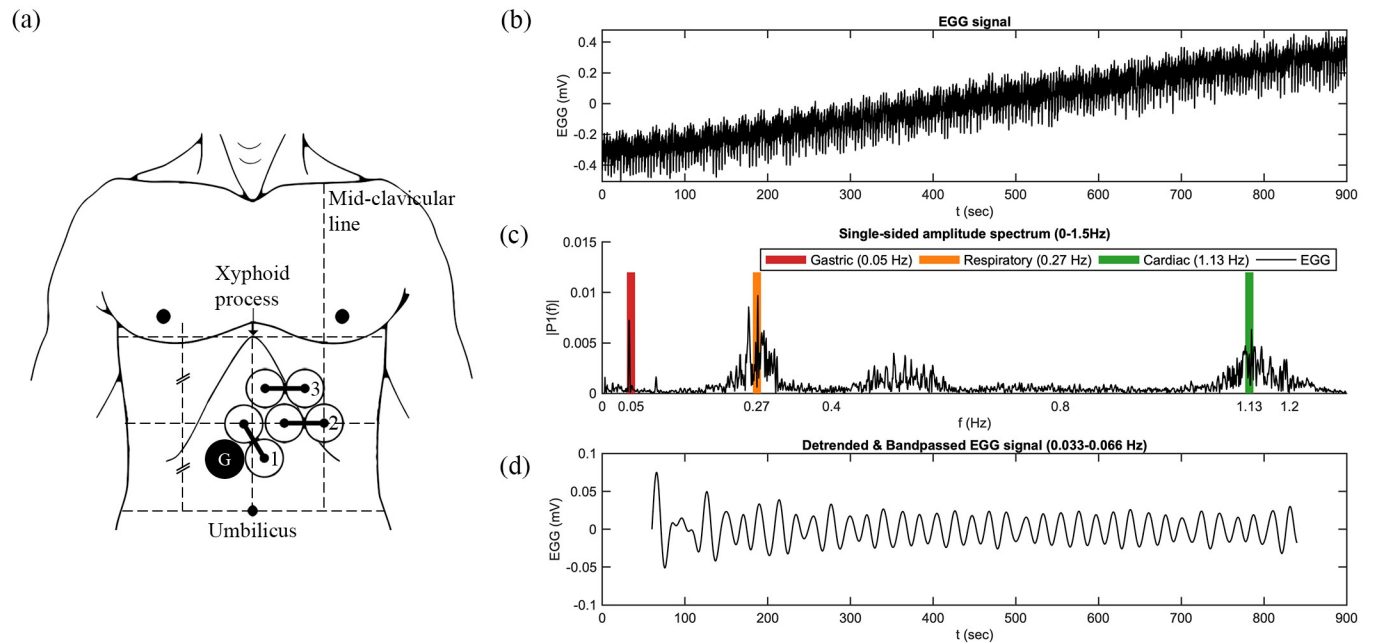 (a)
Mid-clavicular
line
Xyphoid
process
3
2
G
1
Umbilicus
(b)
EGG signal
EGG (mV)
0.4
0.2
0
-0.2
-0.4
0 100 200 300 400 500 600 700 800 900
t (sec)
(c)
Single-sided amplitude spectrum (0-1.5Hz)
|P1(f)|
0.015
0.01
0.005
0
Gastric (0.05 Hz) Respiratory (0.27 Hz) Cardiac (1.13 Hz) EGG
0 0.05 0.27 0.4 0.8 1.13 1.2
f (Hz)
(d)
Detrended & Bandpassed EGG signal (0.033-0.066 Hz)
EGG (mV)
0.1
0.05
0
-0.05
-0.1
0 100 200 300 400 500 600 700 800 900
t (sec)